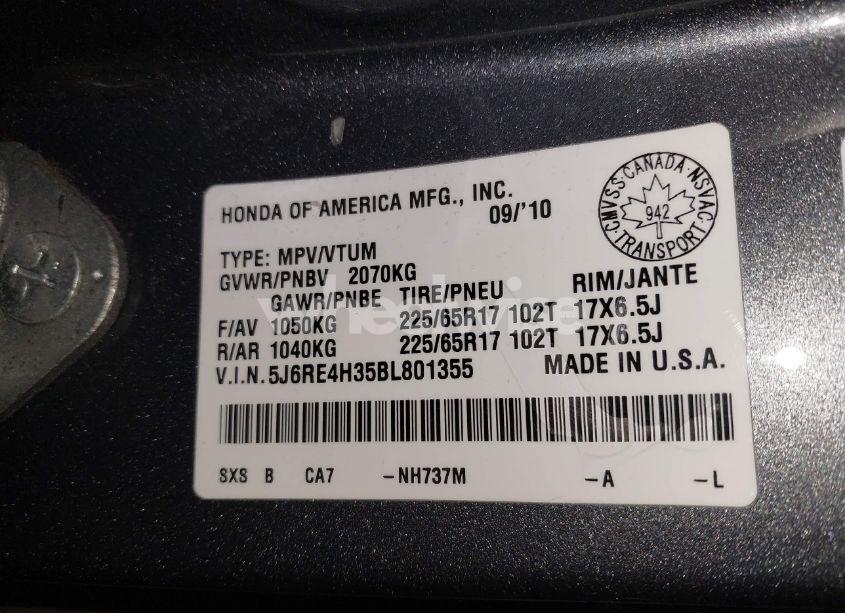 HONDA OF AMERICA MFG., INC.
09/'10
CMVSS · CANADA · NSVAC
942
TRANSPORT
TYPE: MPV/VTUM
GVWR/PNBV 2070KG
GAWR/PNBE TIRE/PNEU RIM/JANTE
F/AV 1050KG 225/65R17 102T 17X6.5J
R/AR 1040KG 225/65R17 102T 17X6.5J
V.I.N. 5J6RE4H35BL801355 MADE IN U.S.A.
SXS B CA7 -NH737M -A -L